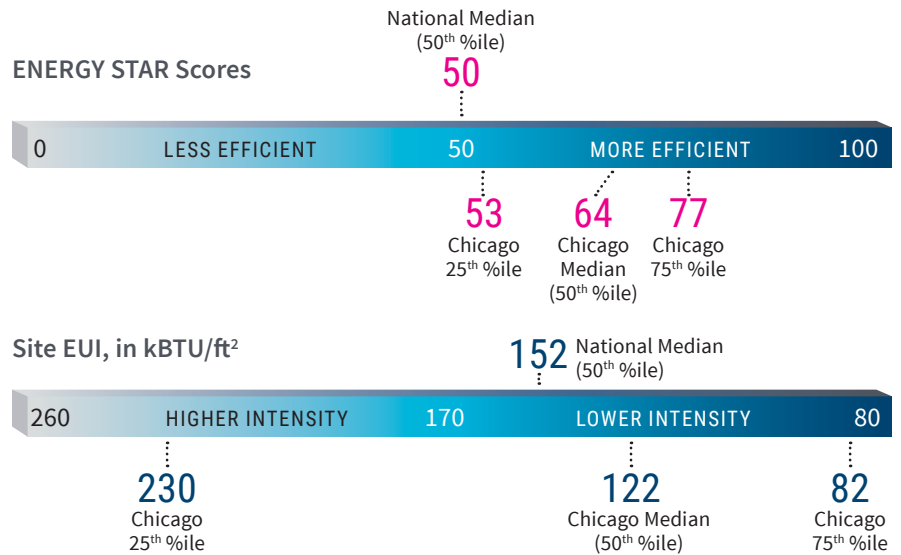 National Median
(50th %ile)
ENERGY STAR Scores
50
0 LESS EFFICIENT 50 MORE EFFICIENT 100
53
Chicago
25th %ile
64
Chicago
Median
(50th %ile)
77
Chicago
75th %ile
Site EUI, in kBTU/ft²
152 National Median
(50th %ile)
260 HIGHER INTENSITY 170 LOWER INTENSITY 80
230
Chicago
25th %ile
122
Chicago Median
(50th %ile)
82
Chicago
75th %ile